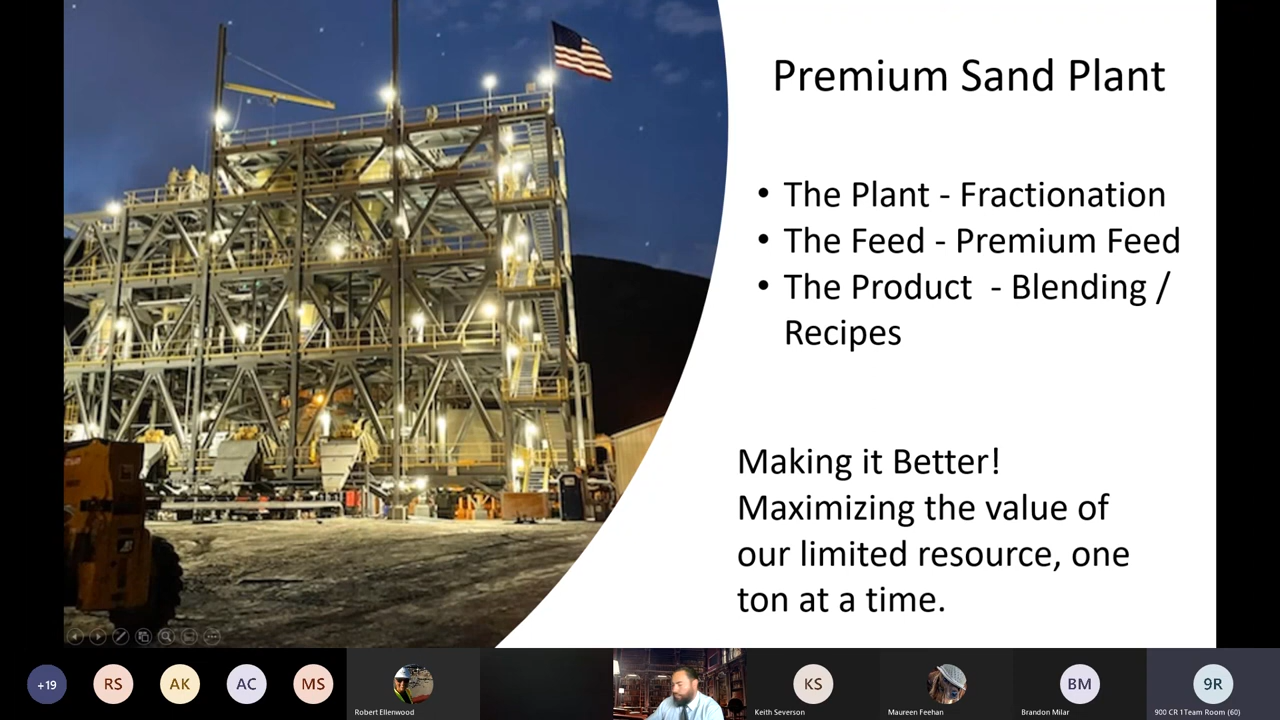 Premium Sand Plant
• The Plant - Fractionation
• The Feed - Premium Feed
• The Product - Blending /
Recipes
Making it Better!
Maximizing the value of
our limited resource, one
ton at a time.
+19
RS
AK
AC
MS
Robert Ellenwood
KS
Keith Severson
Maureen Feehan
BM
Brandon Milar
9R
900 CR 1Team Room (60)